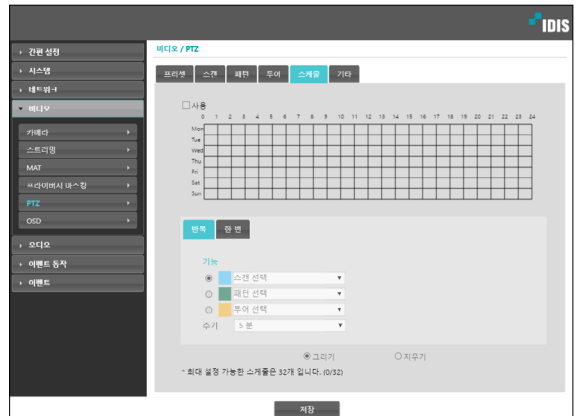 IDIS
간편 설정
시스템
네트워크
비디오
카메라
스트리밍
MAT
프라이버시 마스킹
PTZ
OSD
오디오
이벤트 동작
이벤트
비디오 / PTZ
프리셋 스캔 패턴 투어 스케줄 기타
사용
0 1 2 3 4 5 6 7 8 9 10 11 12 13 14 15 16 17 18 19 20 21 22 23 24
Mon
Tue
Wed
Thu
Fri
Sat
Sun
반복 한 번
기능
스캔 선택
패턴 선택
투어 선택
주기 5 분
그리기 지우기
* 최대 설정 가능한 스케줄은 32개 입니다. (0/32)
저장